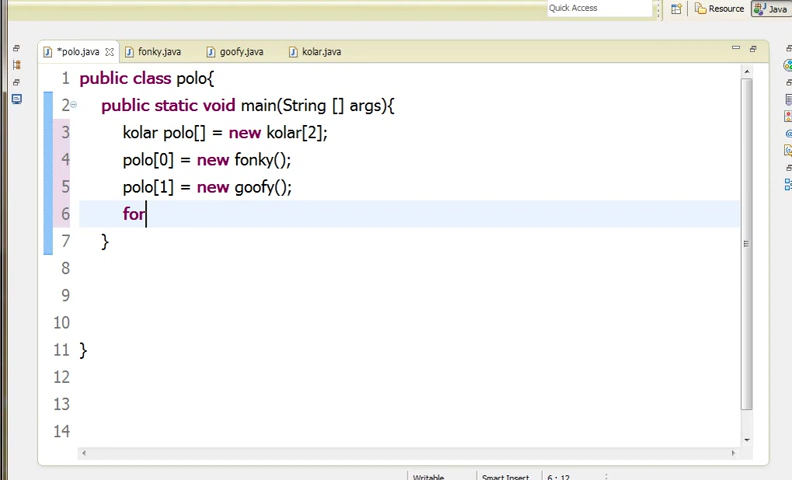 Quick Access
Resource
Java
*polo.java
fonky.java
goofy.java
kolar.java
1 public class polo{
2 public static void main(String [] args){
3 kolar polo[] = new kolar[2];
4 polo[0] = new fonky();
5 polo[1] = new goofy();
6 for
7 }
8
9
10
11 }
12
13
14
Writable
Smart Insert
6 : 12